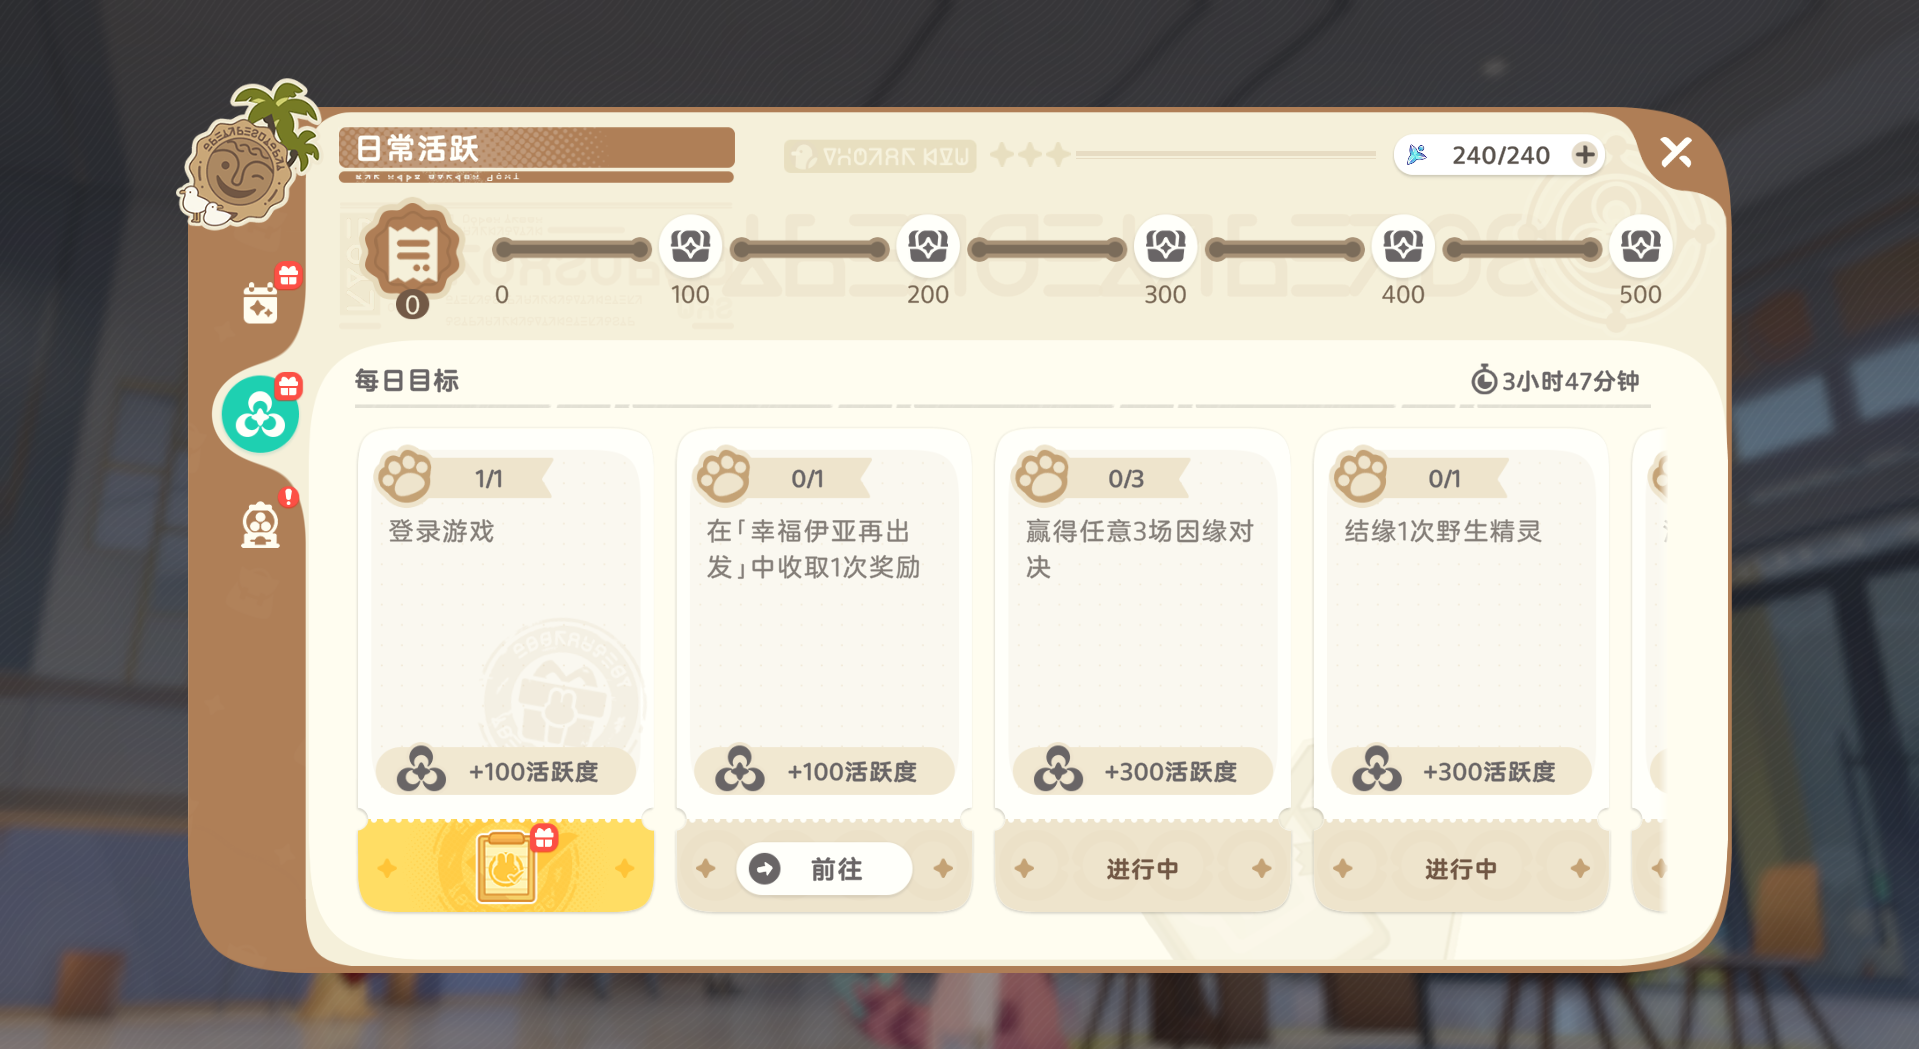 日常活跃
240/240
0
0
100
200
300
400
500
每日目标
3小时47分钟
1/1
登录游戏
+100活跃度
0/1
在「幸福伊亚再出
发」中收取1次奖励
+100活跃度
前往
0/3
赢得任意3场因缘对
决
+300活跃度
进行中
0/1
结缘1次野生精灵
+300活跃度
进行中